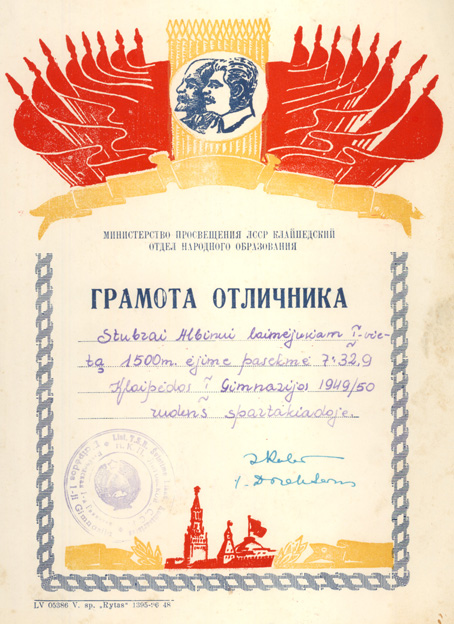 МИНИСТЕРСТВО ПРОСВЕЩЕНИЯ ЛССР КЛАЙПЕДСКИЙ
ОТДЕЛ НАРОДНОГО ОБРАЗОВАНИЯ
ГРАМОТА ОТЛИЧНИКА
Stubrai Albinui laimėjusiam I-vie-
tą 1500m. ėjime pasekmė 7:32,9
Klaipėdos I Gimnazijos 1949/50
rudens spartakiadoje.
LV 05386 V. sp. „Rytas" 1395-20 48